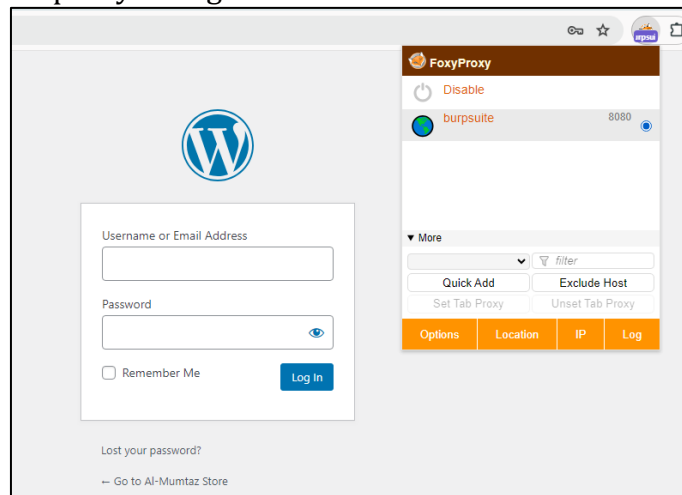 FoxyProxy
Disable
burpsuite 8080
Username or Email Address
Password
Remember Me
Log In
Lost your password?
← Go to Al-Mumtaz Store
▼ More
filter
Quick Add Exclude Host
Set Tab Proxy Unset Tab Proxy
Options Location IP Log